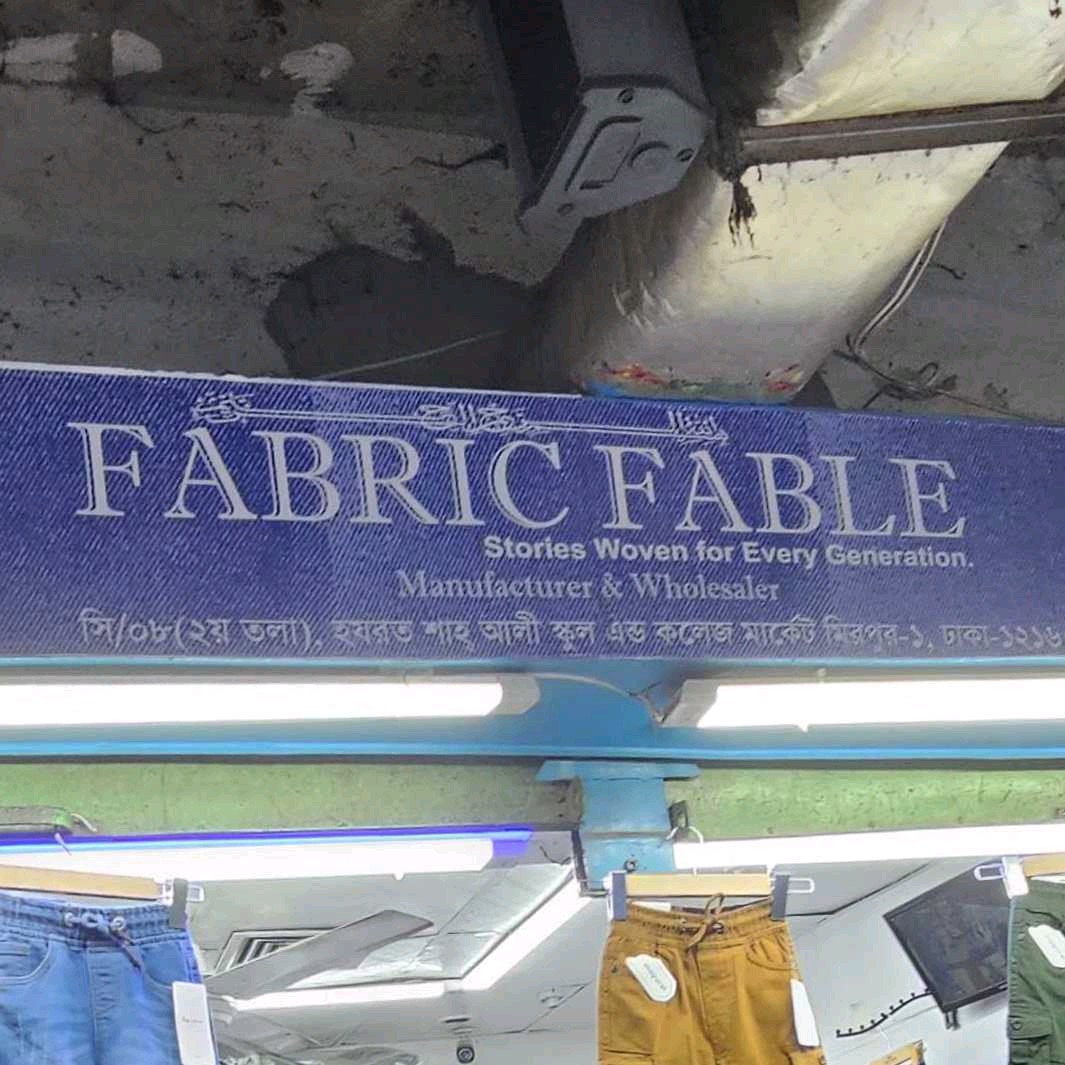 FABRIC FABLE
Stories Woven for Every Generation.
Manufacturer & Wholesaler
সি/০৮(২য় তলা), হযরত শাহ্ আলী স্কুল এন্ড কলেজ মার্কেট মিরপুর-১, ঢাকা-১২১৬